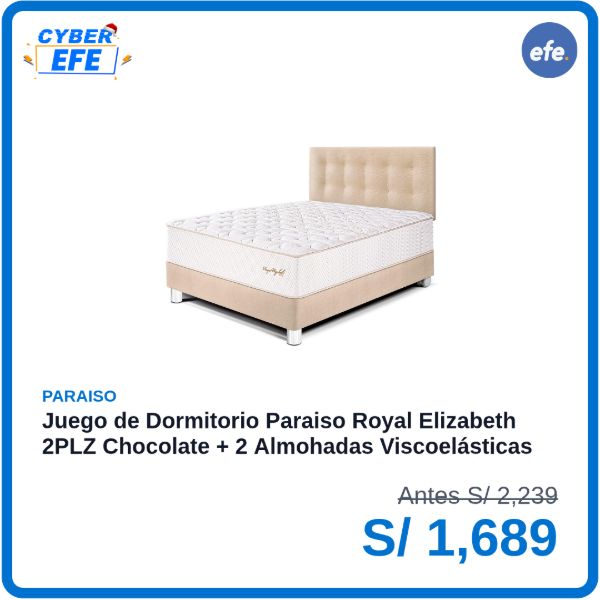 CYBER
EFE
efe.
PARAISO
Juego de Dormitorio Paraiso Royal Elizabeth
2PLZ Chocolate + 2 Almohadas Viscoelásticas
Antes S/ 2,239
S/ 1,689